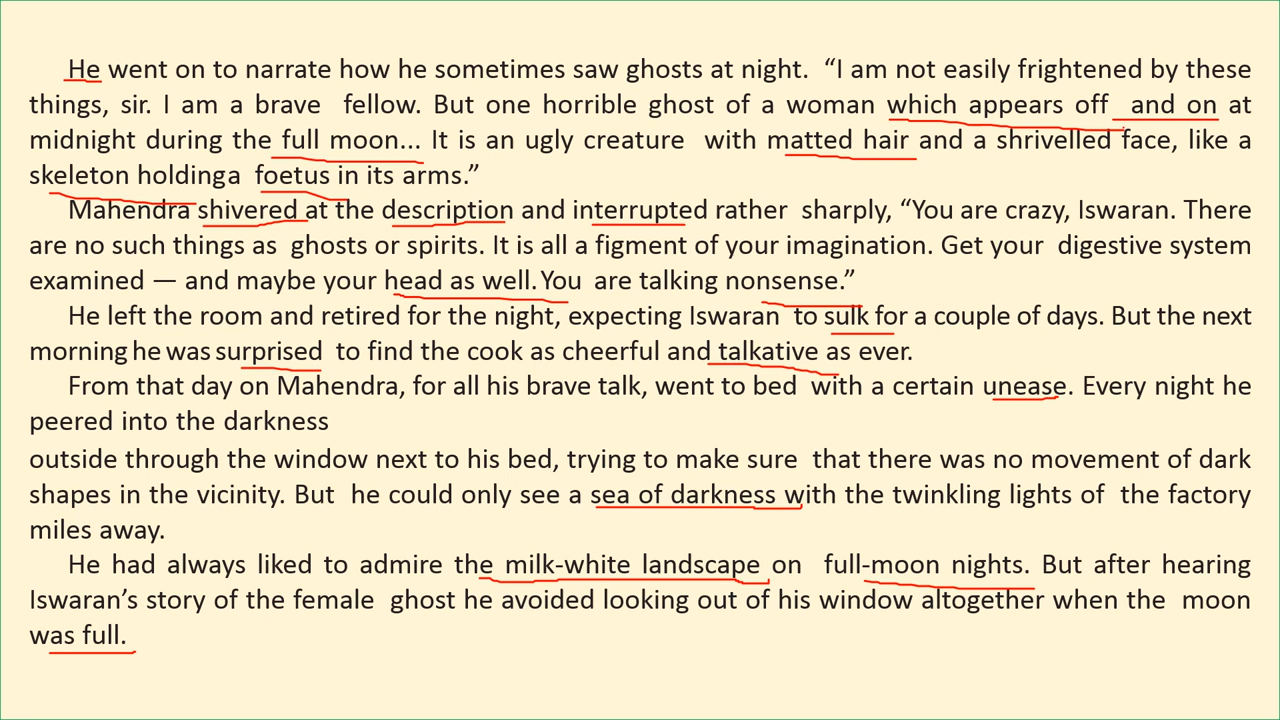 He went on to narrate how he sometimes saw ghosts at night. “I am not easily frightened by these
things, sir. I am a brave fellow. But one horrible ghost of a woman which appears off and on at
midnight during the full moon... It is an ugly creature with matted hair and a shrivelled face, like a
skeleton holdinga foetus in its arms.”
Mahendra shivered at the description and interrupted rather sharply, “You are crazy, Iswaran. There
are no such things as ghosts or spirits. It is all a figment of your imagination. Get your digestive system
examined — and maybe your head as well. You are talking nonsense.”
He left the room and retired for the night, expecting Iswaran to sulk for a couple of days. But the next
morning he was surprised to find the cook as cheerful and talkative as ever.
From that day on Mahendra, for all his brave talk, went to bed with a certain unease. Every night he
peered into the darkness
outside through the window next to his bed, trying to make sure that there was no movement of dark
shapes in the vicinity. But he could only see a sea of darkness with the twinkling lights of the factory
miles away.
He had always liked to admire the milk-white landscape on full-moon nights. But after hearing
Iswaran’s story of the female ghost he avoided looking out of his window altogether when the moon
was full.